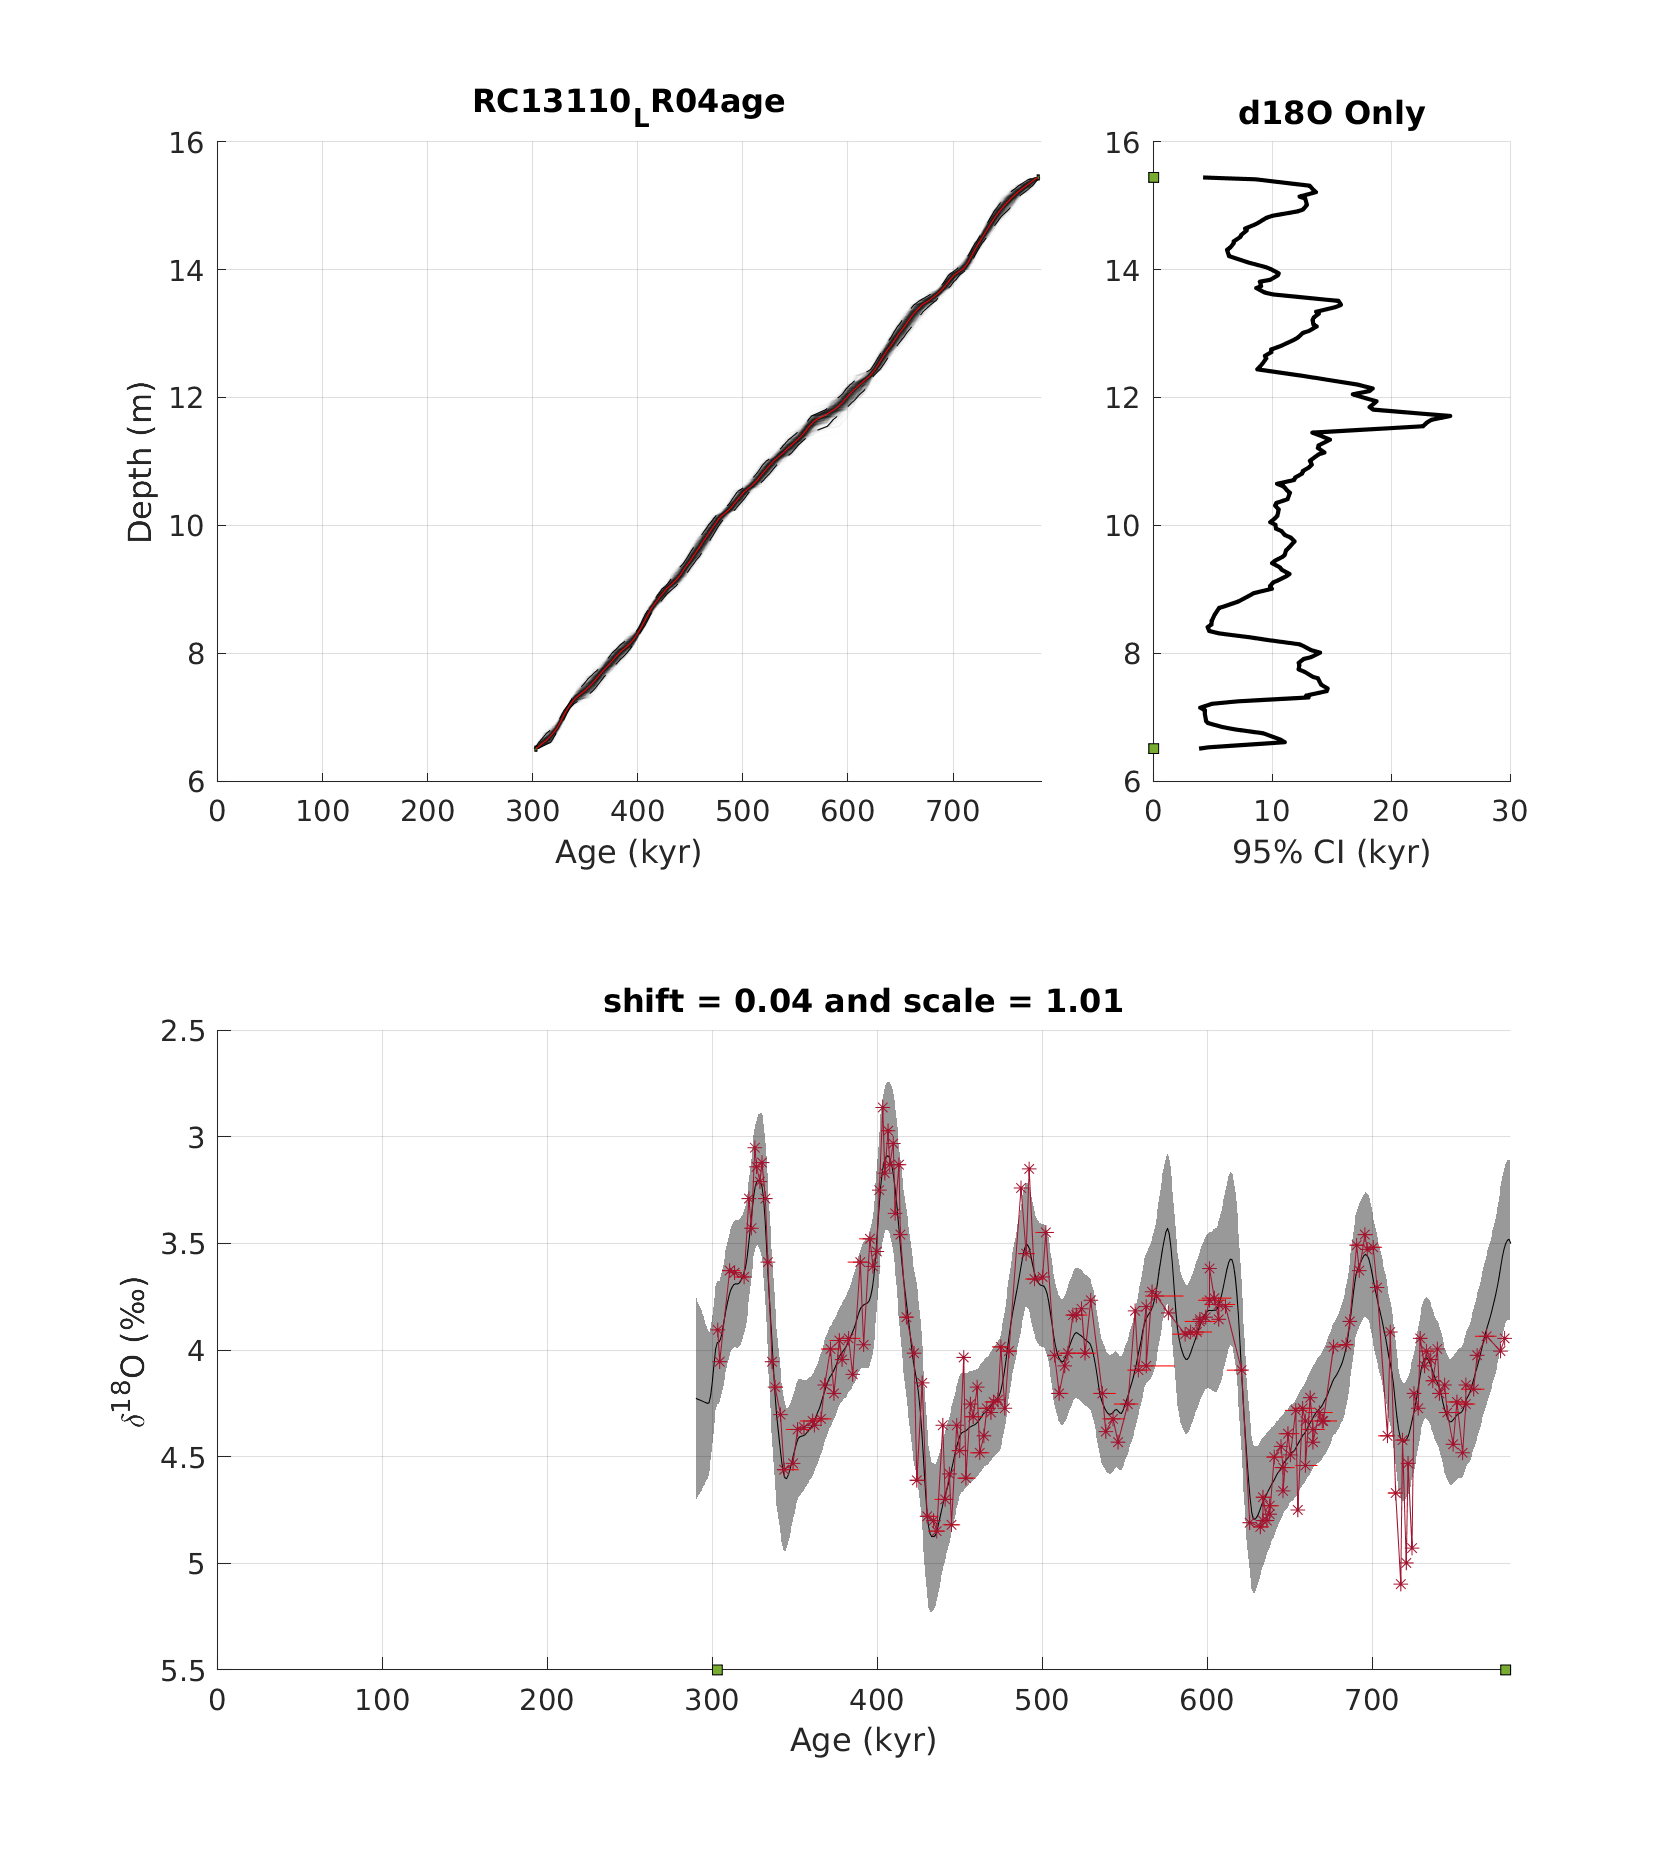 RC13110LR04age
16
14
12
10
8
6
Depth (m)
0 100 200 300 400 500 600 700
Age (kyr)
d18O Only
16
14
12
10
8
6
0 10 20 30
95% CI (kyr)
shift = 0.04 and scale = 1.01
2.5
3
3.5
4
4.5
5
5.5
δ18O (‰)
0 100 200 300 400 500 600 700
Age (kyr)